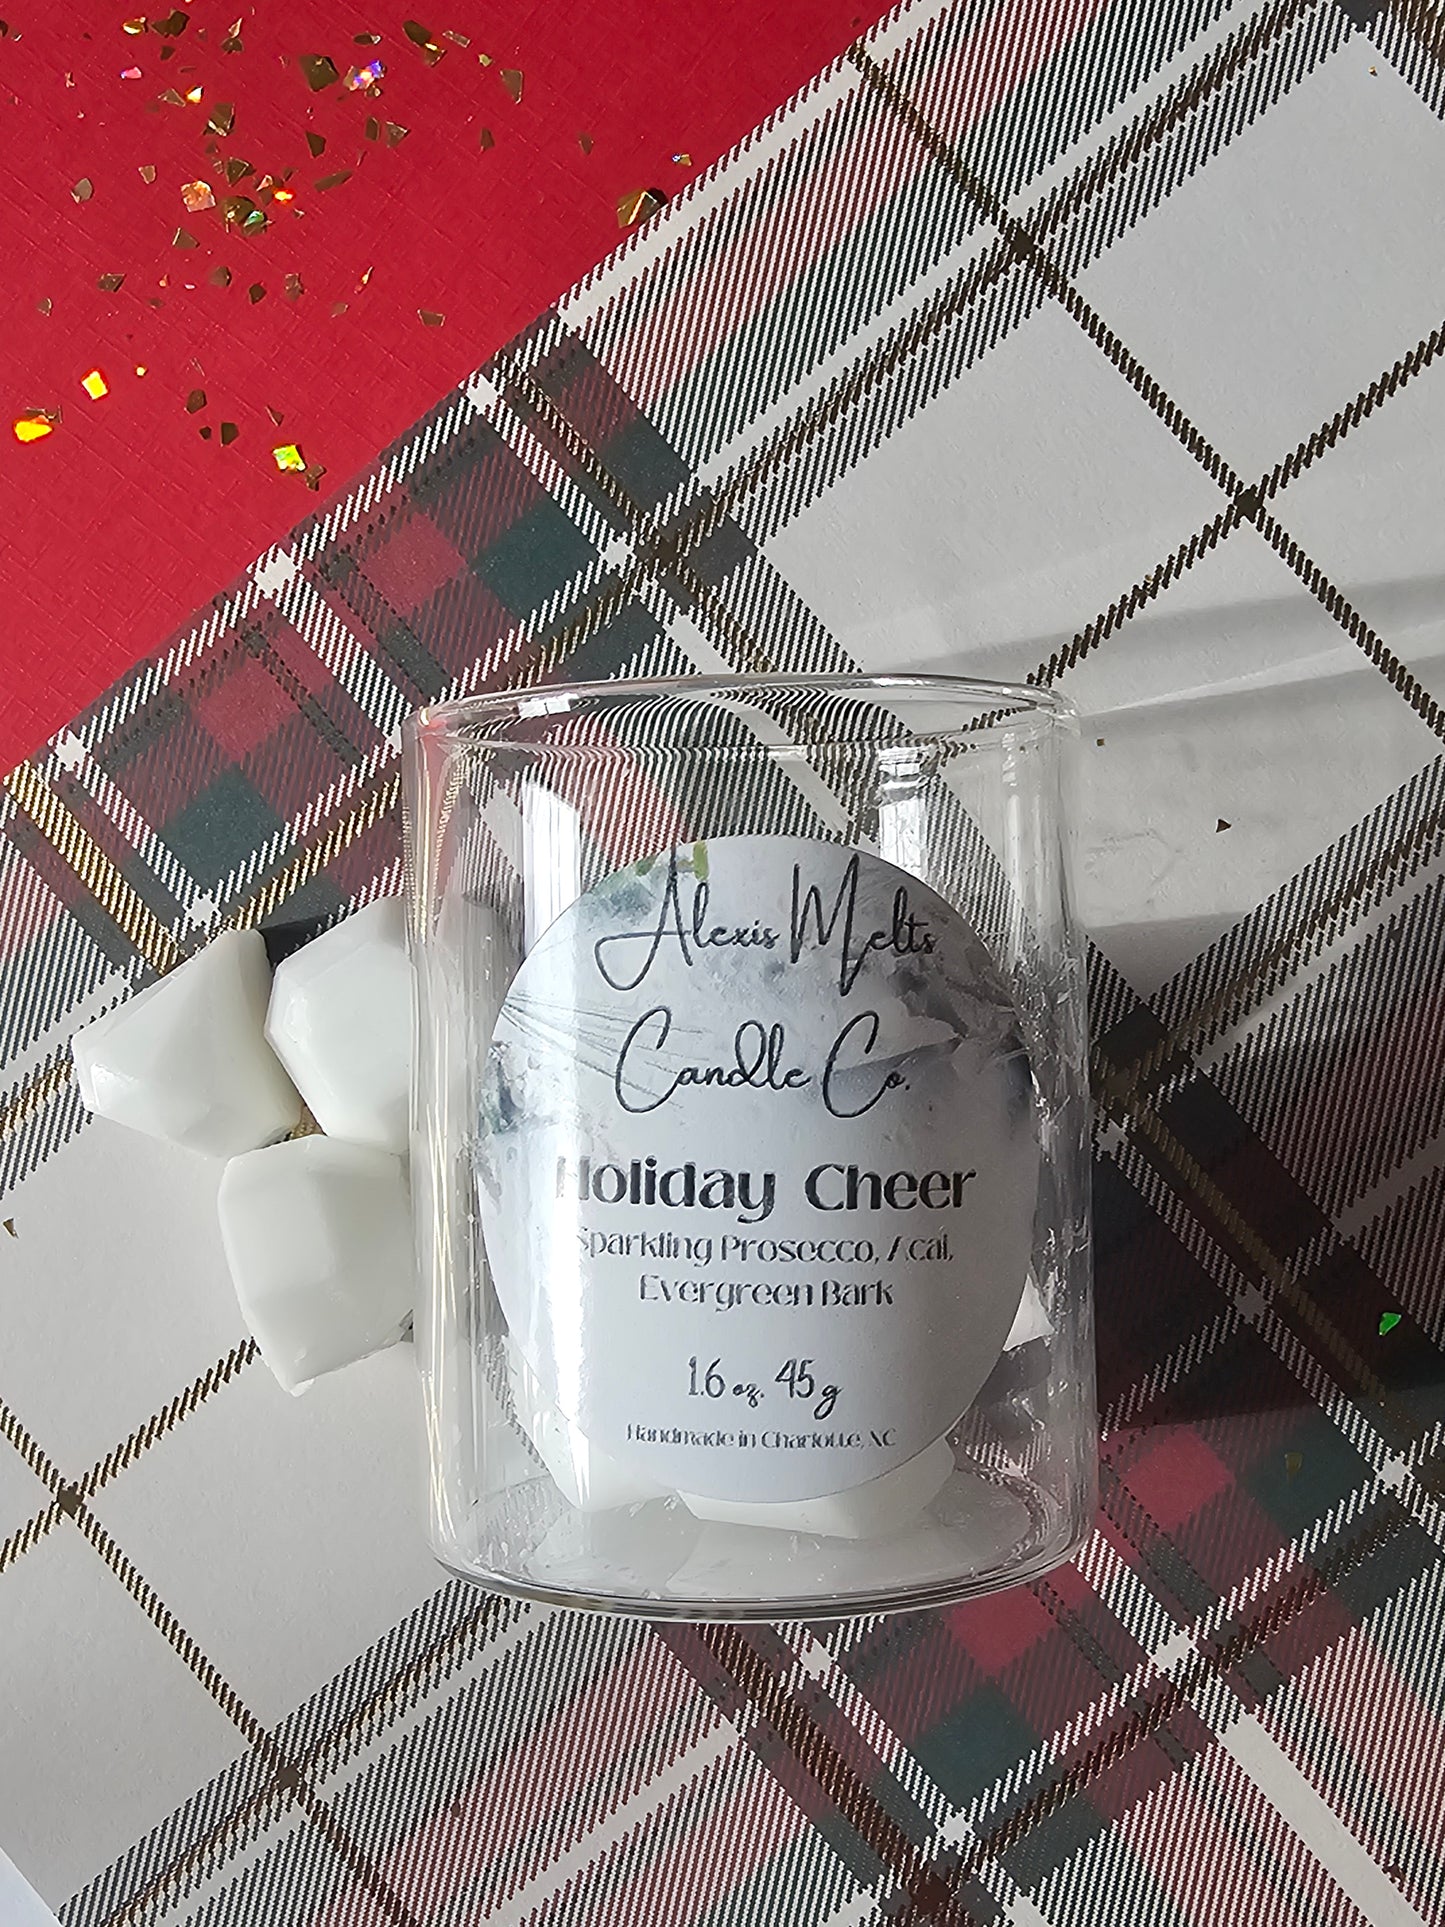 Alexis Melts
Candle Co.
Holiday Cheer
Sparkling Prosecco, Acai,
Evergreen Bark
1.6 oz. 45 g
Handmade in Charlotte, NC